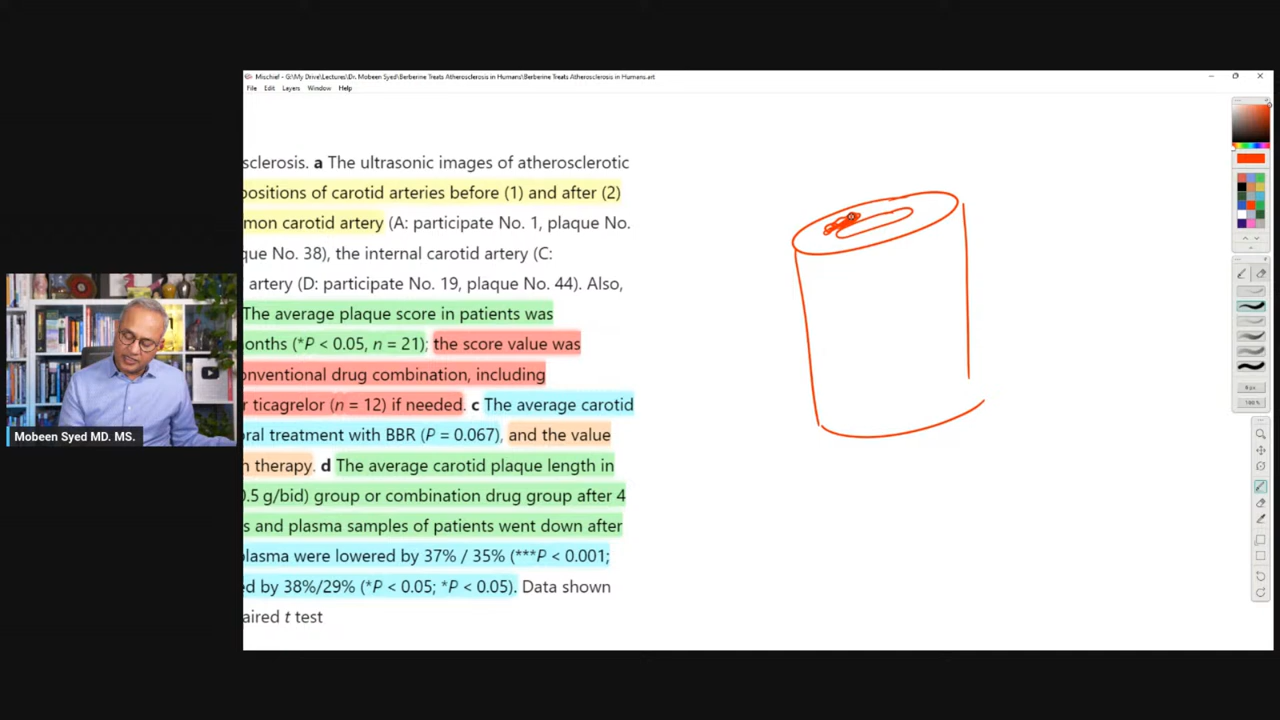 Mischief - G:\My Drive\Lectures\Dr. Mobeen Syed\Berberine Treats Atherosclerosis in Humans\Berberine Treats Atherosclerosis in Humans.art
File Edit Layers Window Help
sclerosis. a The ultrasonic images of atherosclerotic
positions of carotid arteries before (1) and after (2)
mon carotid artery (A: participate No. 1, plaque No.
que No. 38), the internal carotid artery (C:
artery (D: participate No. 19, plaque No. 44). Also,
The average plaque score in patients was
onths (*P < 0.05, n = 21); the score value was
onventional drug combination, including
r ticagrelor (n = 12) if needed. c The average carotid
oral treatment with BBR (P = 0.067), and the value
n therapy. d The average carotid plaque length in
0.5 g/bid) group or combination drug group after 4
s and plasma samples of patients went down after
plasma were lowered by 37% / 35% (***P < 0.001;
ed by 38%/29% (*P < 0.05; *P < 0.05). Data shown
aired t test
Mobeen Syed MD. MS.
8 px
100 %